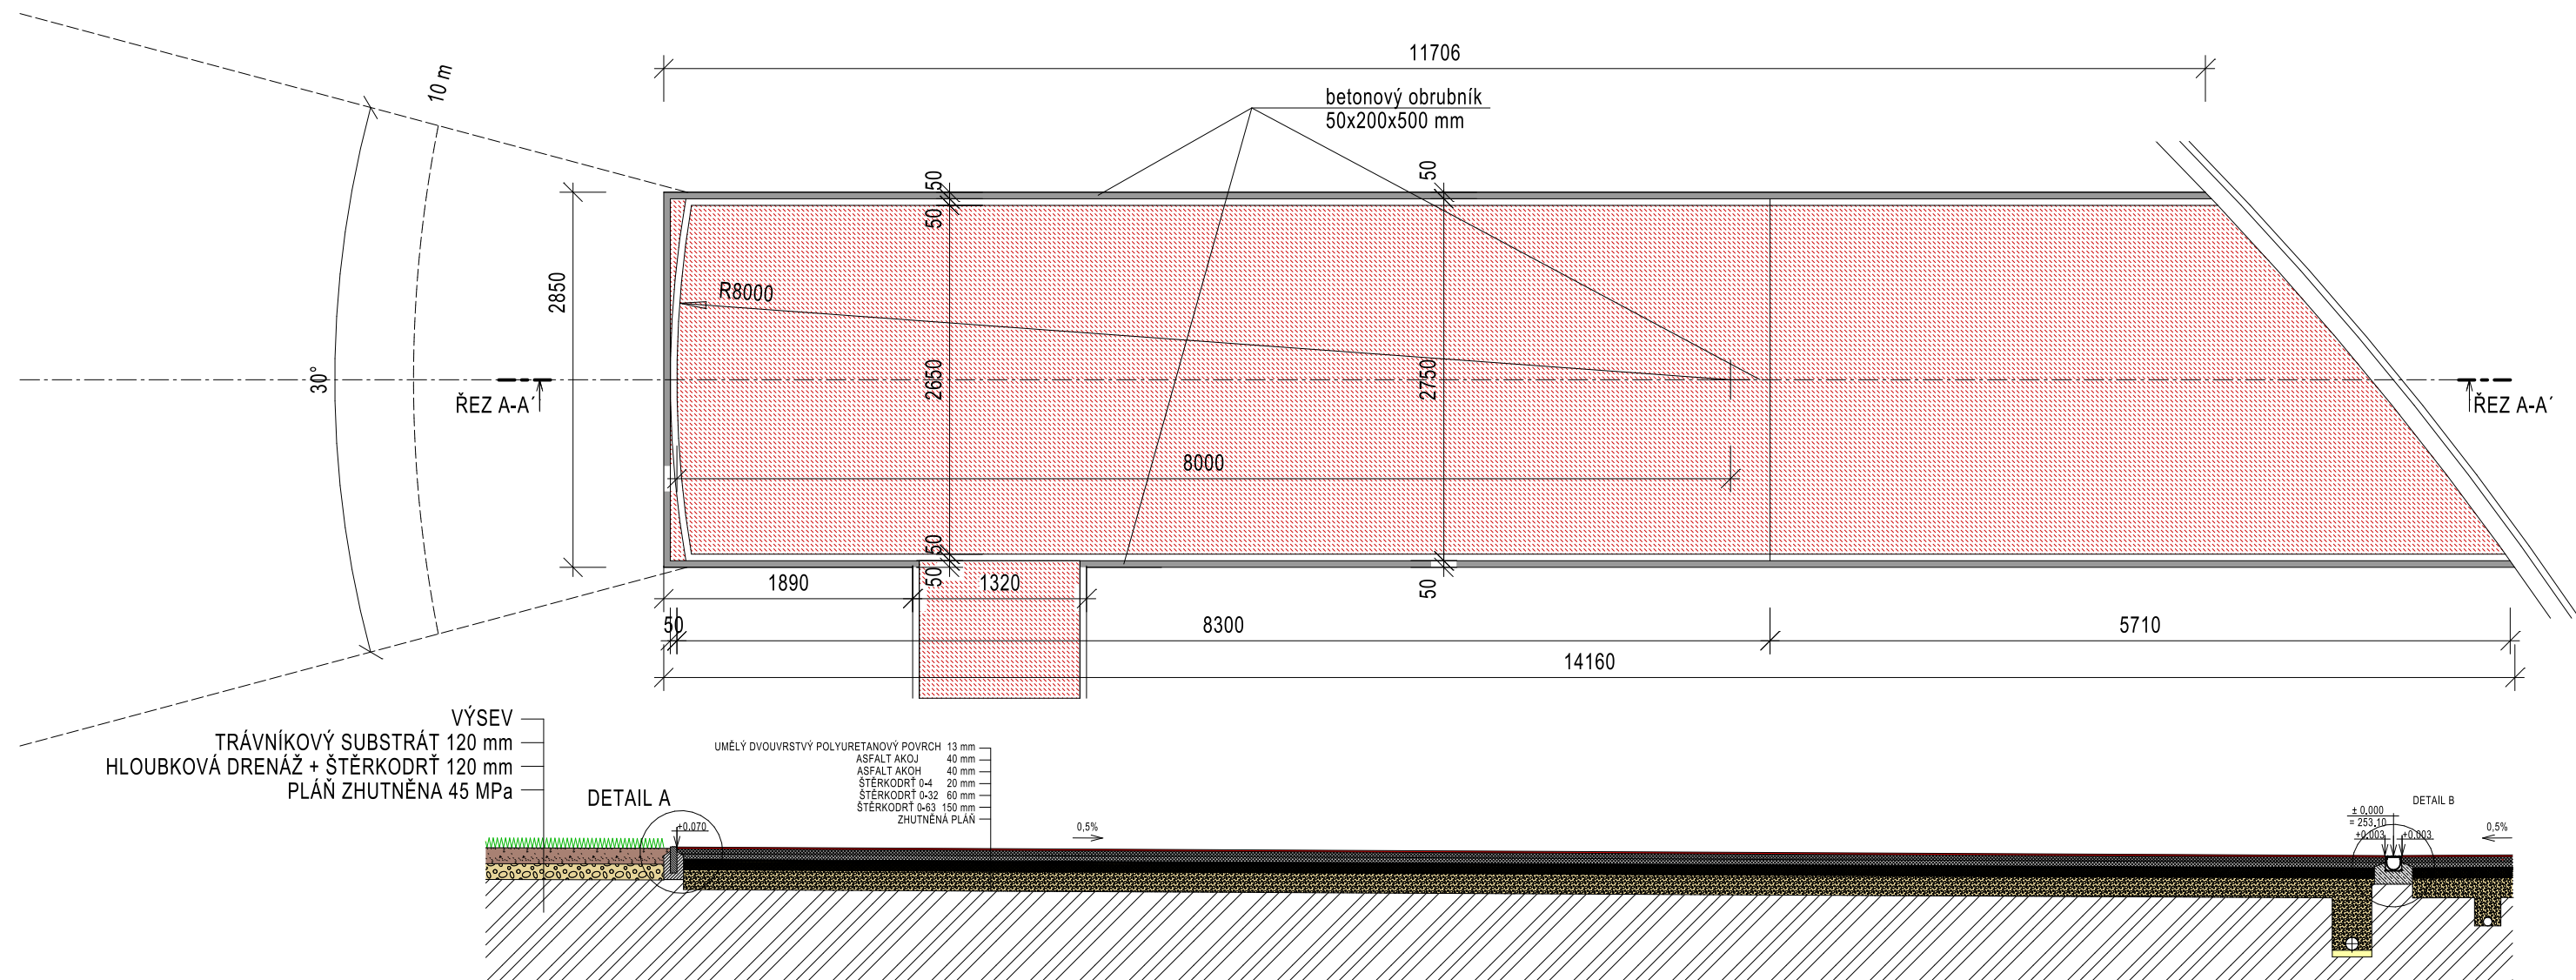 11706
10 m
betonový obrubník
50x200x500 mm
50
50
50
2850
R8000
30°
2650
2750
ŘEZ A-A´
ŘEZ A-A´
8000
50
50
50
1890
1320
50
8300
5710
14160
VÝSEV
TRÁVNÍKOVÝ SUBSTRÁT 120 mm
HLOUBKOVÁ DRENÁŽ + ŠTĚRKODRŤ 120 mm
PLÁŇ ZHUTNĚNA 45 MPa
UMĚLÝ DVOUVRSTVÝ POLYURETANOVÝ POVRCH 13 mm
ASFALT AKOJ 40 mm
ASFALT AKOH 40 mm
ŠTĚRKODRŤ 0-4 20 mm
ŠTĚRKODRŤ 0-32 60 mm
ŠTĚRKODRŤ 0-63 150 mm
ZHUTNĚNÁ PLÁŇ
DETAIL A
+0,070
0,5%
DETAIL B
± 0,000
= 253,10
+0,003
+0,003
0,5%